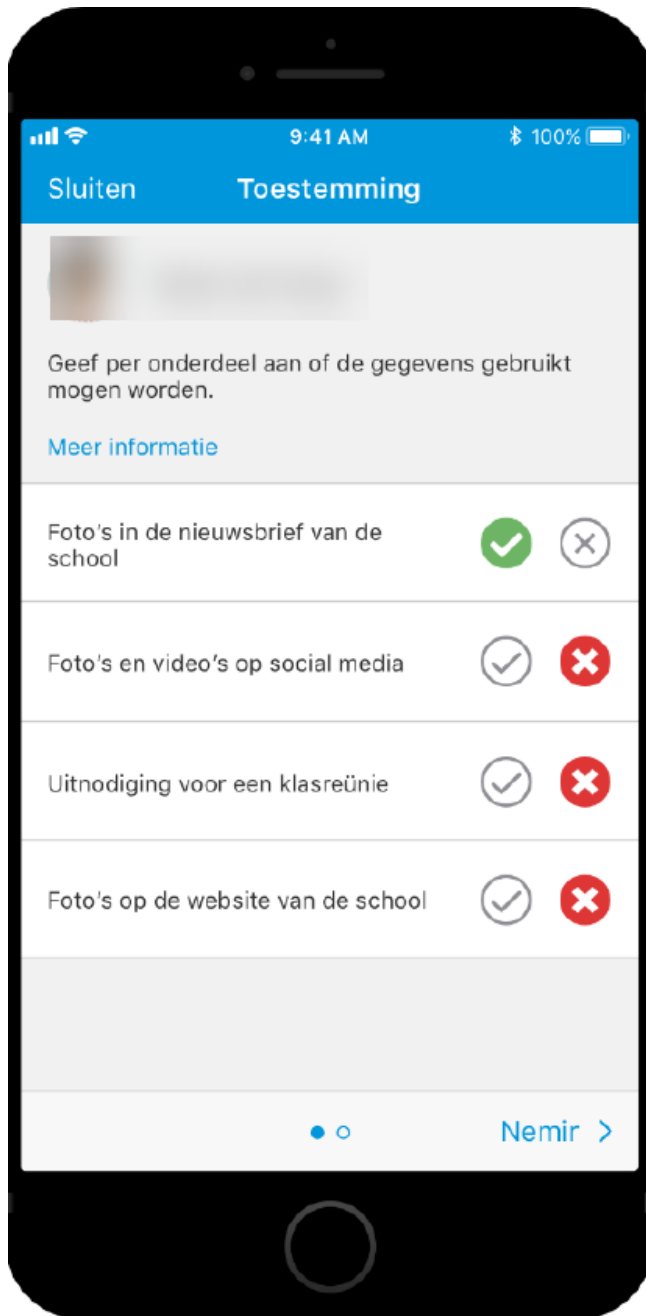 9:41 AM 100%
Sluiten Toestemming
Geef per onderdeel aan of de gegevens gebruikt
mogen worden.
Meer informatie
Foto's in de nieuwsbrief van de
school
Foto's en video's op social media
Uitnodiging voor een klasreünie
Foto's op de website van de school
Nemir >